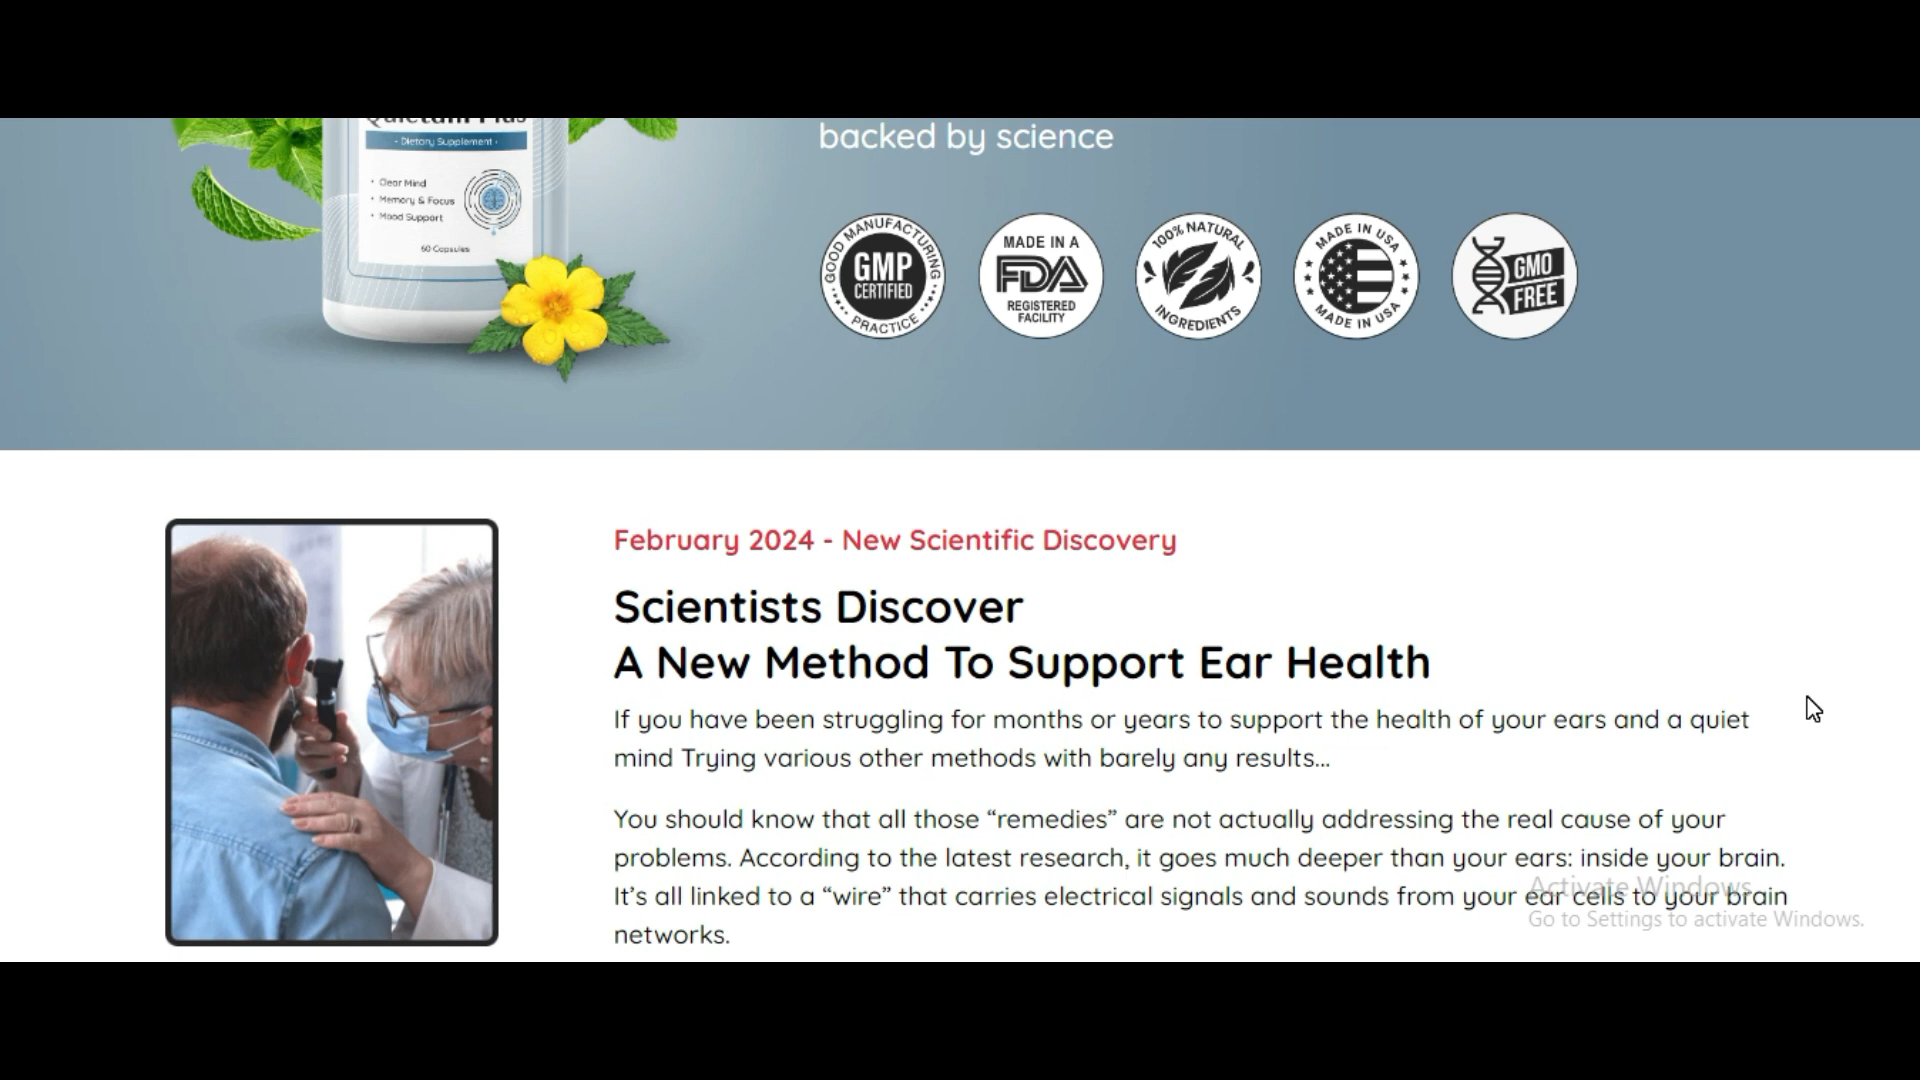 Quietum Plus
- Dietary Supplement -
• Clear Mind
• Memory & Focus
• Mood Support
60 Capsules
backed by science
GOOD MANUFACTURING
GMP
CERTIFIED
PRACTICE
MADE IN A
FDA
REGISTERED
FACILITY
100% NATURAL
INGREDIENTS
MADE IN USA
MADE IN USA
GMO
FREE
February 2024 - New Scientific Discovery
Scientists Discover
A New Method To Support Ear Health
If you have been struggling for months or years to support the health of your ears and a quiet
mind Trying various other methods with barely any results...
You should know that all those “remedies” are not actually addressing the real cause of your
problems. According to the latest research, it goes much deeper than your ears: inside your brain.
It’s all linked to a “wire” that carries electrical signals and sounds from your ear cells to your brain
networks.
Activate Windows
Go to Settings to activate Windows.